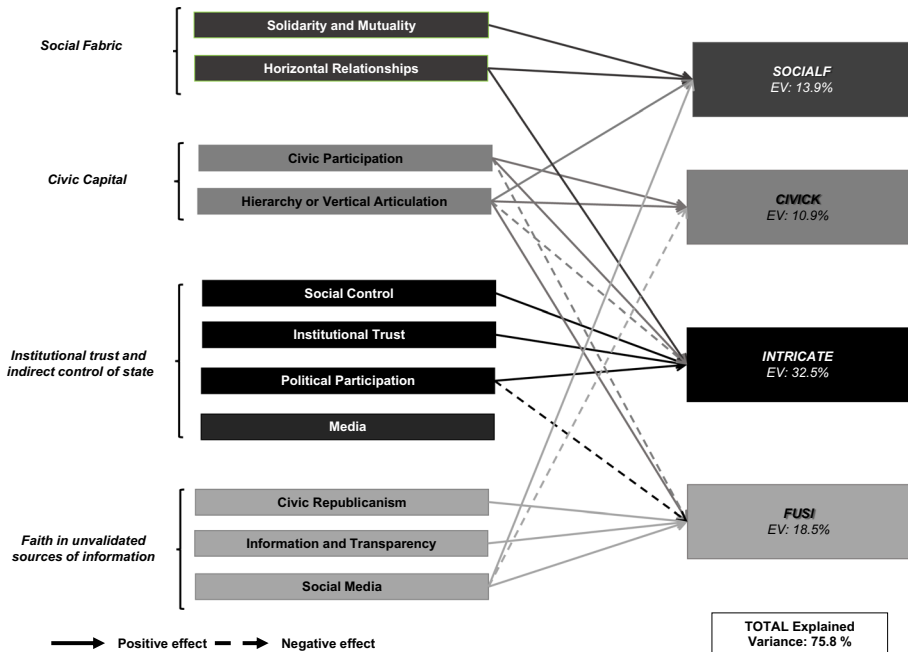 Social Fabric
Solidarity and Mutuality
Horizontal Relationships
SOCIALF
EV: 13.9%
Civic Capital
Civic Participation
Hierarchy or Vertical Articulation
CIVICK
EV: 10.9%
Institutional trust and
indirect control of state
Social Control
Institutional Trust
Political Participation
Media
INTRICATE
EV: 32.5%
Faith in unvalidated
sources of information
Civic Republicanism
Information and Transparency
Social Media
FUSI
EV: 18.5%
Positive effect
Negative effect
TOTAL Explained
Variance: 75.8 %